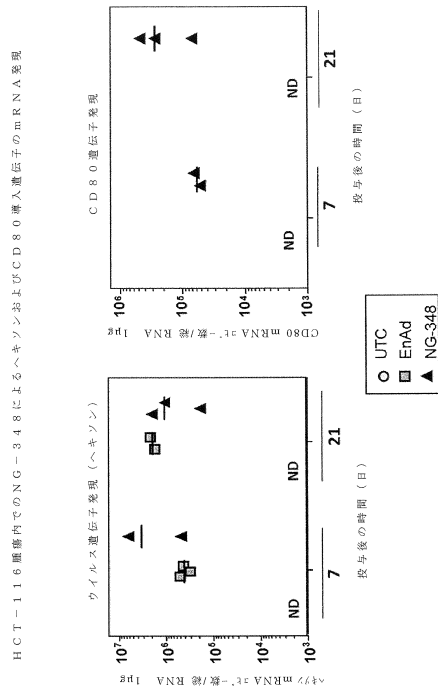 HCT－116腫瘍内でのNG－348によるヘキソンおよびCD80導入遺伝子のmRNA発現
ウイルス遺伝子発現（ヘキソン）
ヘキソン mRNAコピー数/総 RNA 1μg
10⁷
10⁶
10⁵
10⁴
10³
ND
ND
7
21
投与後の時間（日）
CD80遺伝子発現
CD80 mRNAコピー数/総 RNA 1μg
10⁶
10⁵
10⁴
10³
ND
ND
7
21
投与後の時間（日）
UTC
EnAd
NG-348